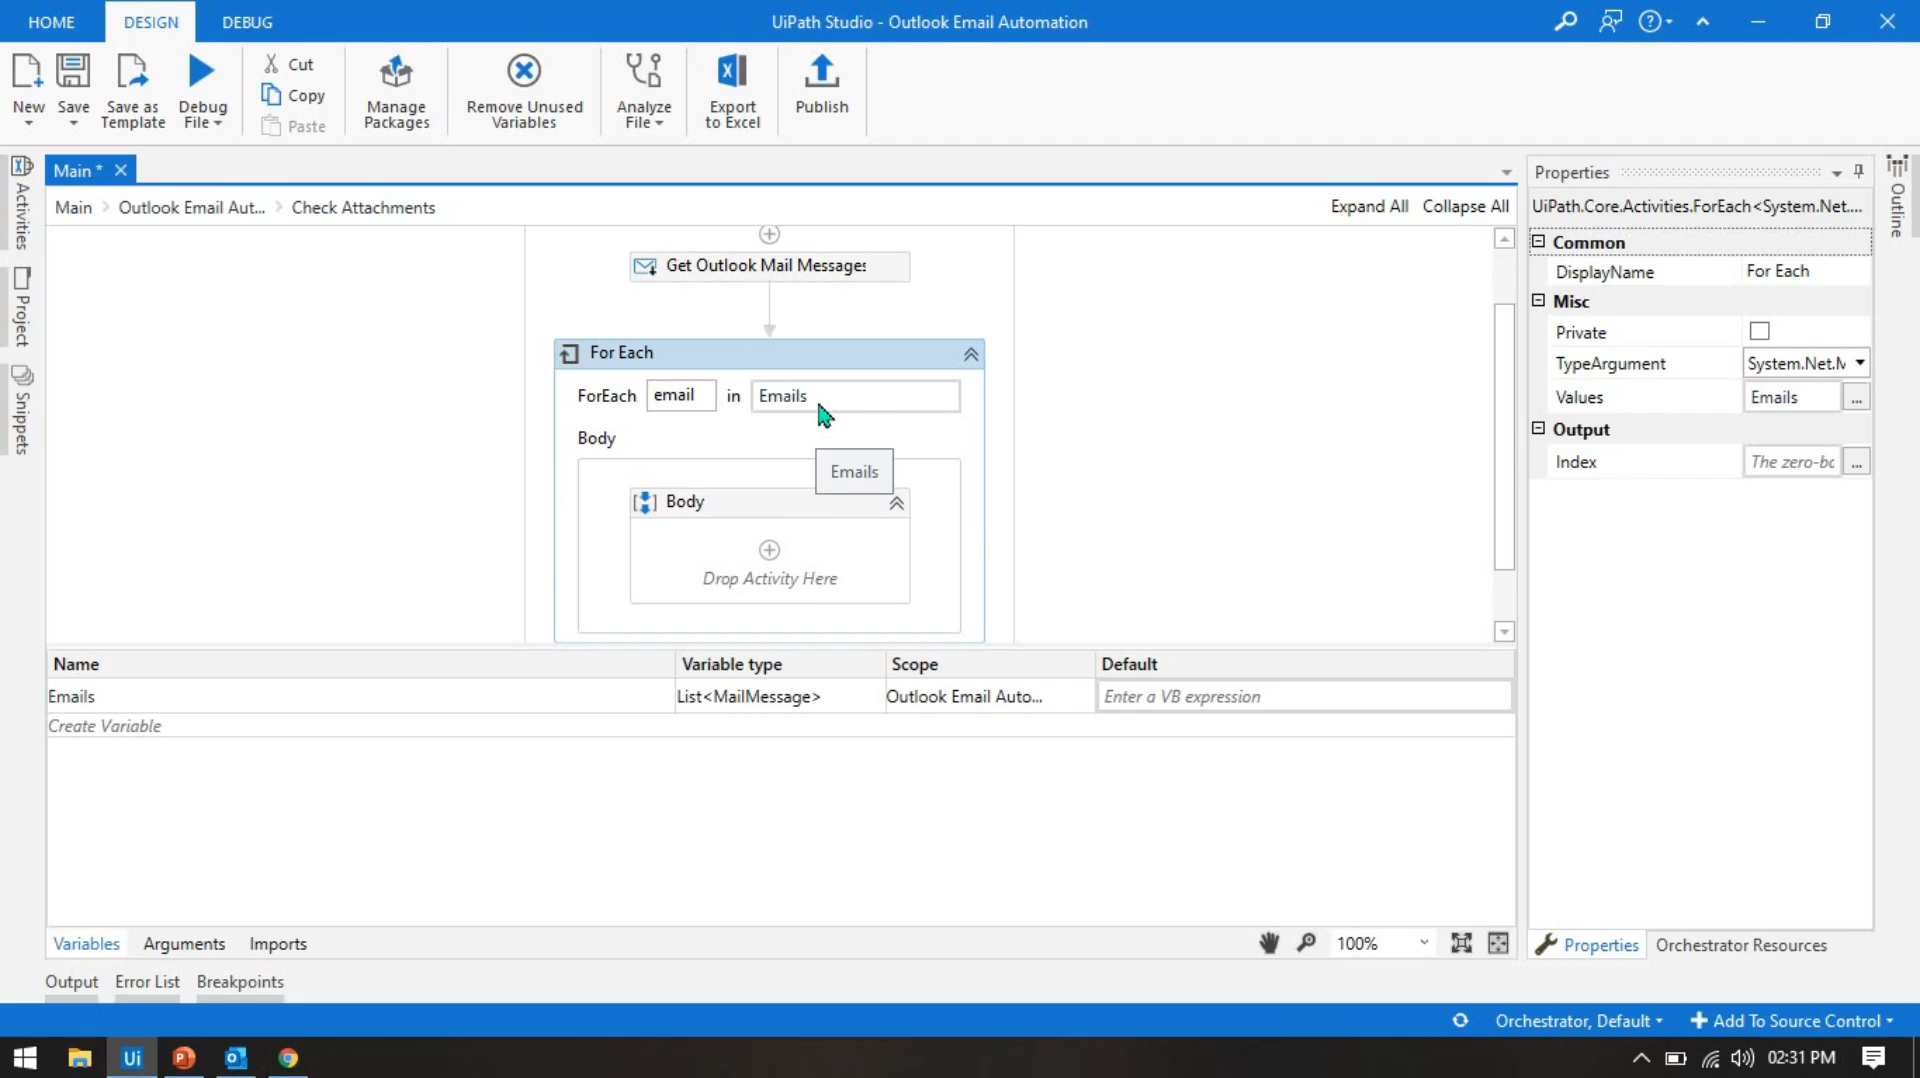 HOME DESIGN DEBUG UiPath Studio - Outlook Email Automation
New Save Save as Template Debug File Cut Copy Paste Manage Packages Remove Unused Variables Analyze File Export to Excel Publish
Main *
Main Outlook Email Aut... Check Attachments Expand All Collapse All
Get Outlook Mail Messages
For Each
ForEach email in Emails
Body
Emails
Body
Drop Activity Here
Name Variable type Scope Default
Emails List<MailMessage> Outlook Email Auto... Enter a VB expression
Create Variable
Variables Arguments Imports 100%
Output Error List Breakpoints
Activities
Project
Snippets
Properties
UiPath.Core.Activities.ForEach<System.Net....
Common
DisplayName For Each
Misc
Private
TypeArgument System.Net.M
Values Emails ...
Output
Index The zero-ba ...
Outline
Properties Orchestrator Resources
Orchestrator, Default Add To Source Control
Ui 02:31 PM